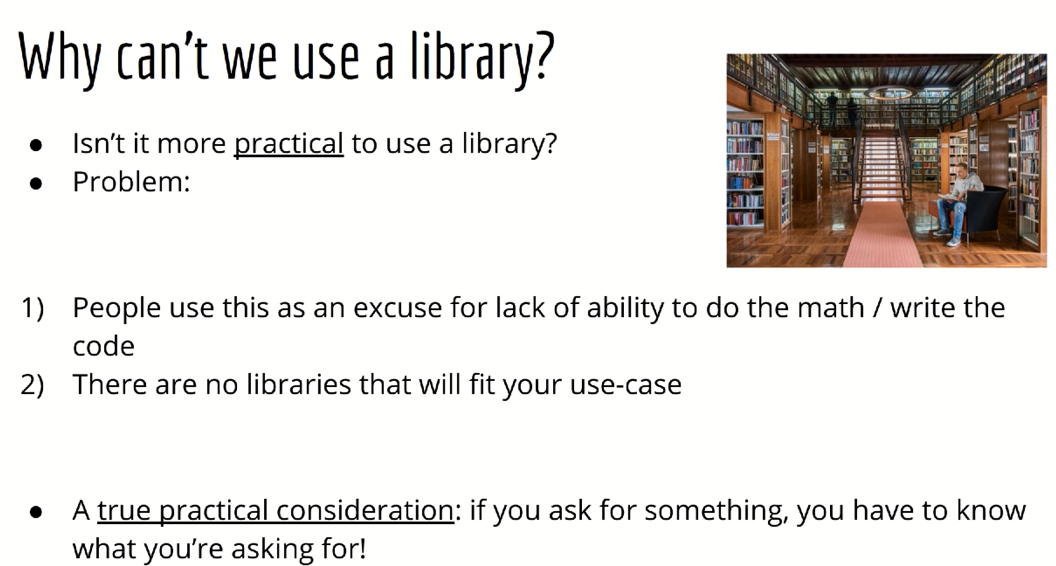 Why can't we use a library?
● Isn't it more practical to use a library?
● Problem:
1) People use this as an excuse for lack of ability to do the math / write the
code
2) There are no libraries that will fit your use-case
● A true practical consideration: if you ask for something, you have to know
what you're asking for!